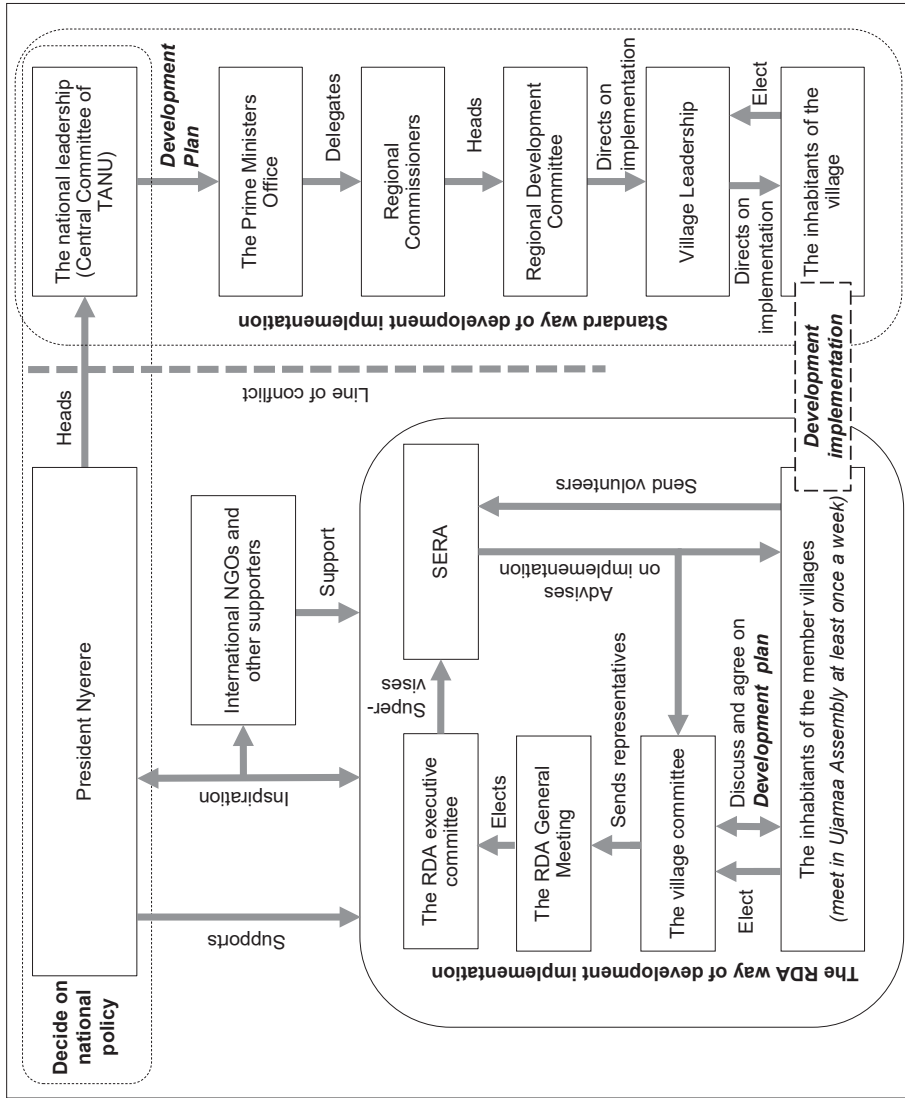 Decide on
national
policy
President Nyerere
Heads
The national leadership
(Central Committee of
TANU)
Development
Plan
The Prime Ministers
Office
Delegates
Regional
Commissioners
Heads
Regional Development
Committee
Directs on
implementation
Village Leadership
Directs on
implementation
Elect
The inhabitants of the
village
Standard way of development implementation
Line of conflict
Supports
Inspiration
International NGOs and
other supporters
Support
The RDA way of development implementation
The RDA executive
committee
Super-
vises
SERA
Elects
The RDA General
Meeting
Sends representatives
Advises
on implementation
Send volunteers
The village committee
Elect
Discuss and agree on
Development plan
The inhabitants of the member villages
(meet in Ujamaa Assembly at least once a week)
Development
implementation